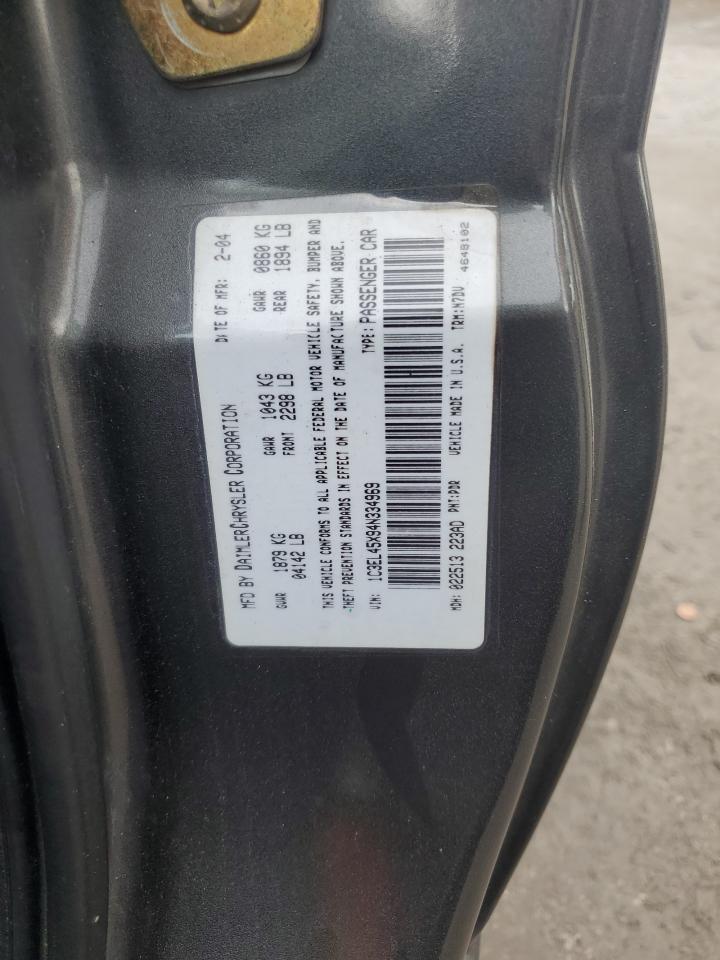 MFD BY DAIMLERCHRYSLER CORPORATION DATE OF MFR: 2-04
GVWR 1879 KG 04142 LB GAWR FRONT 1043 KG 2298 LB GAWR REAR 0860 KG 1894 LB
THIS VEHICLE CONFORMS TO ALL APPLICABLE FEDERAL MOTOR VEHICLE SAFETY, BUMPER AND
THEFT PREVENTION STANDARDS IN EFFECT ON THE DATE OF MANUFACTURE SHOWN ABOVE.
VIN: 1C3EL45X94N334969 TYPE: PASSENGER CAR
MDH: 022513 223AD PNT:PDR VEHICLE MADE IN U.S.A. TRM:N7DV
4648102